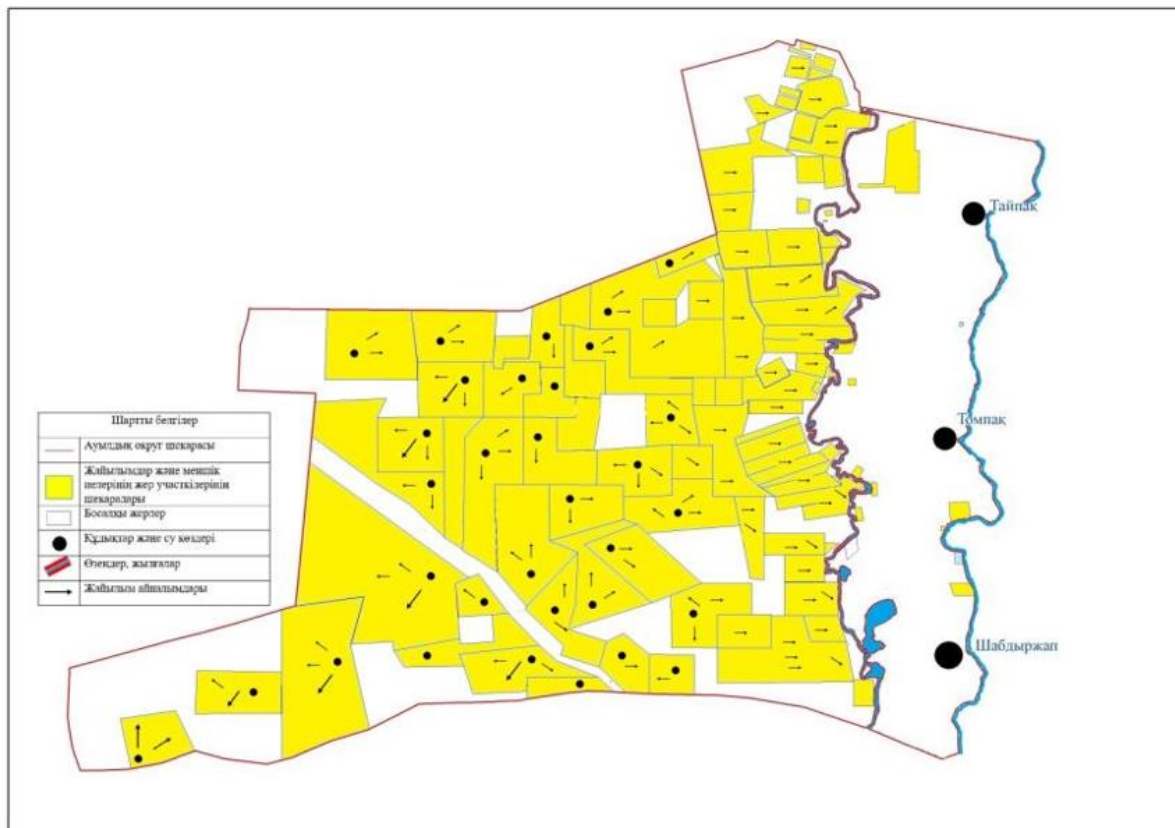 Тайпақ
Томпақ
Шартты белгілер
Ауылдық округ шекарасы
Жайылымдар және меншік
иелерінің жер учаскілерінің
шекаралары
Босалқы жерлер
Құдықтар және су көздері
Өзендер, жылғалар
Жайылым айналымдары
Шабдыржап